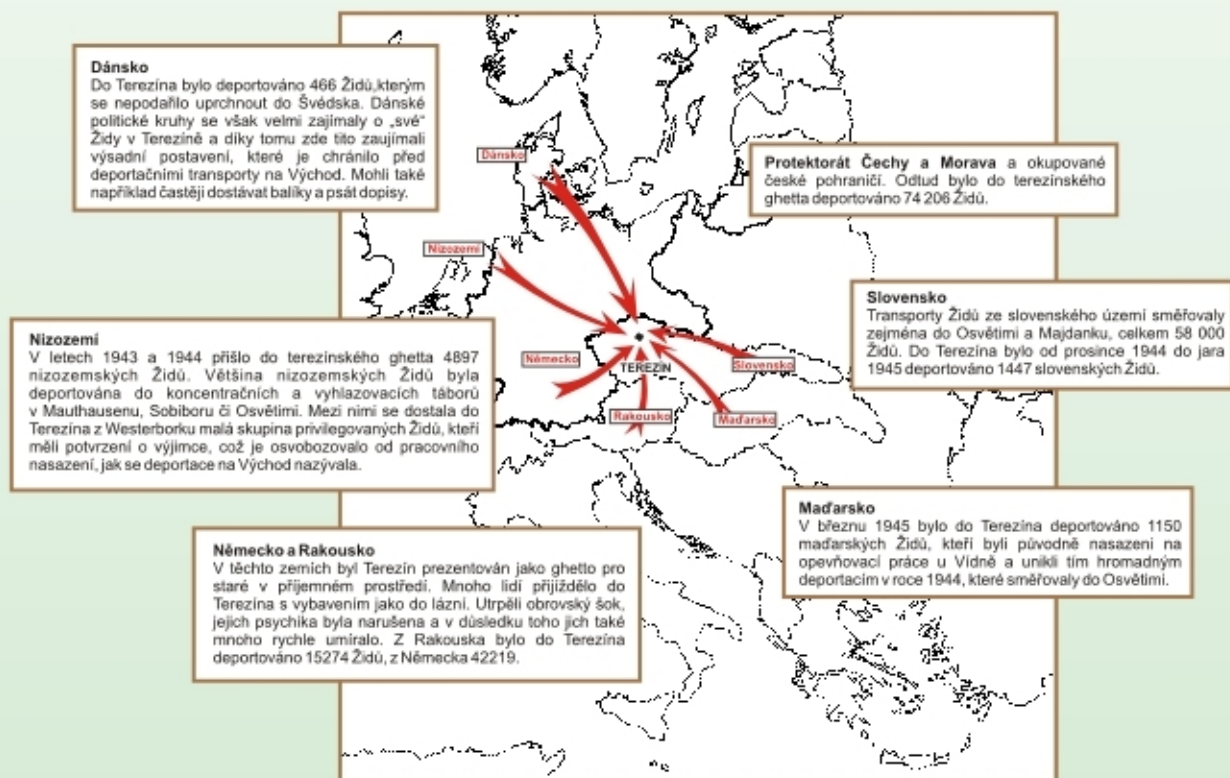 Dánsko
Do Terezína bylo deportováno 466 Židů,kterým
se nepodařilo uprchnout do Švédska. Dánské
politické kruhy se však velmi zajímaly o „své“
Židy v Terezíně a díky tomu zde tito zaujímali
výsadní postavení, které je chránilo před
deportačními transporty na Východ. Mohli také
například častěji dostávat balíky a psát dopisy.
Dánsko
Protektorát Čechy a Morava a okupované
české pohraničí. Odtud bylo do terezínského
ghetta deportováno 74 206 Židů.
Nizozemí
Slovensko
Transporty Židů ze slovenského území směřovaly
zejména do Osvětimi a Majdanku, celkem 58 000
Židů. Do Terezína bylo od prosince 1944 do jara
1945 deportováno 1447 slovenských Židů.
Nizozemí
V letech 1943 a 1944 přišlo do terezínského ghetta 4897
nizozemských Židů. Většina nizozemských Židů byla
deportována do koncentračních a vyhlazovacích táborů
v Mauthausenu, Sobiboru či Osvětimi. Mezi nimi se dostala do
Terezína z Westerborku malá skupina privilegovaných Židů, kteří
měli potvrzení o výjimce, což je osvobozovalo od pracovního
nasazení, jak se deportace na Východ nazývala.
Německo
TEREZÍN
Slovensko
Rakousko
Maďarsko
Maďarsko
V březnu 1945 bylo do Terezína deportováno 1150
maďarských Židů, kteří byli původně nasazeni na
opevňovací práce u Vídně a unikli tím hromadným
deportacím v roce 1944, které směřovaly do Osvětimi.
Německo a Rakousko
V těchto zemích byl Terezín prezentován jako ghetto pro
staré v příjemném prostředí. Mnoho lidí přijíždělo do
Terezína s vybavením jako do lázní. Utrpěli obrovský šok,
jejich psychika byla narušena a v důsledku toho jich také
mnoho rychle umíralo. Z Rakouska bylo do Terezína
deportováno 15274 Židů, z Německa 42219.